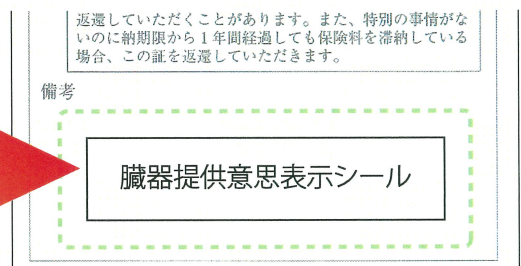 返還していただくことがあります。また、特別の事情がな
いのに納期限から１年間経過しても保険料を滞納している
場合、この証を返還していただきます。
備考
臓器提供意思表示シール